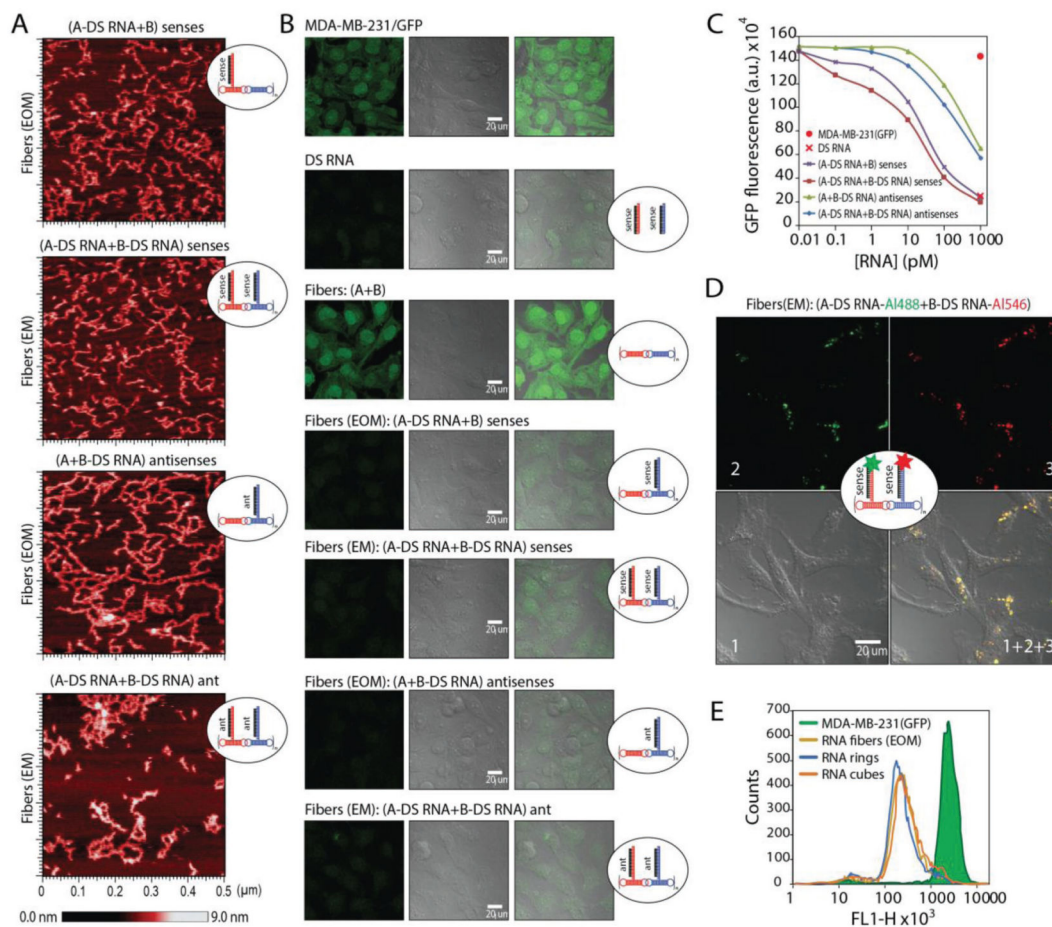 A
(A-DS RNA+B) senses
Fibers (EOM)
sense
n
(A-DS RNA+B-DS RNA) senses
Fibers (EM)
sense
sense
n
(A+B-DS RNA) antisenses
Fibers (EOM)
ant
n
(A-DS RNA+B-DS RNA) ant
Fibers (EM)
ant
ant
n
0 0.1 0.2 0.3 0.4 0.5 (μm)
0.0 nm 9.0 nm
B
MDA-MB-231/GFP
20 um
DS RNA
20 um
sense
sense
Fibers: (A+B)
20 um
n
Fibers (EOM): (A-DS RNA+B) senses
20 um
sense
n
Fibers (EM): (A-DS RNA+B-DS RNA) senses
20 um
sense
sense
n
Fibers (EOM): (A+B-DS RNA) antisenses
20 um
ant
n
Fibers (EM): (A-DS RNA+B-DS RNA) ant
20 um
ant
ant
n
C
GFP fluorescence (a.u.) x10⁴
160
140
120
100
80
60
40
20
0
MDA-MB-231(GFP)
DS RNA
(A-DS RNA+B) senses
(A-DS RNA+B-DS RNA) senses
(A+B-DS RNA) antisenses
(A-DS RNA+B-DS RNA) antisenses
0.01 0.1 1 10 100 1000
[RNA] (pM)
D
Fibers(EM): (A-DS RNA-Al488+B-DS RNA-Al546)
2
3
sense
sense
n
1
20 um
1+2+3
E
Counts
700
600
500
400
300
200
100
0
MDA-MB-231(GFP)
RNA fibers (EOM)
RNA rings
RNA cubes
1 10 100 1000 10000
FL1-H x10³